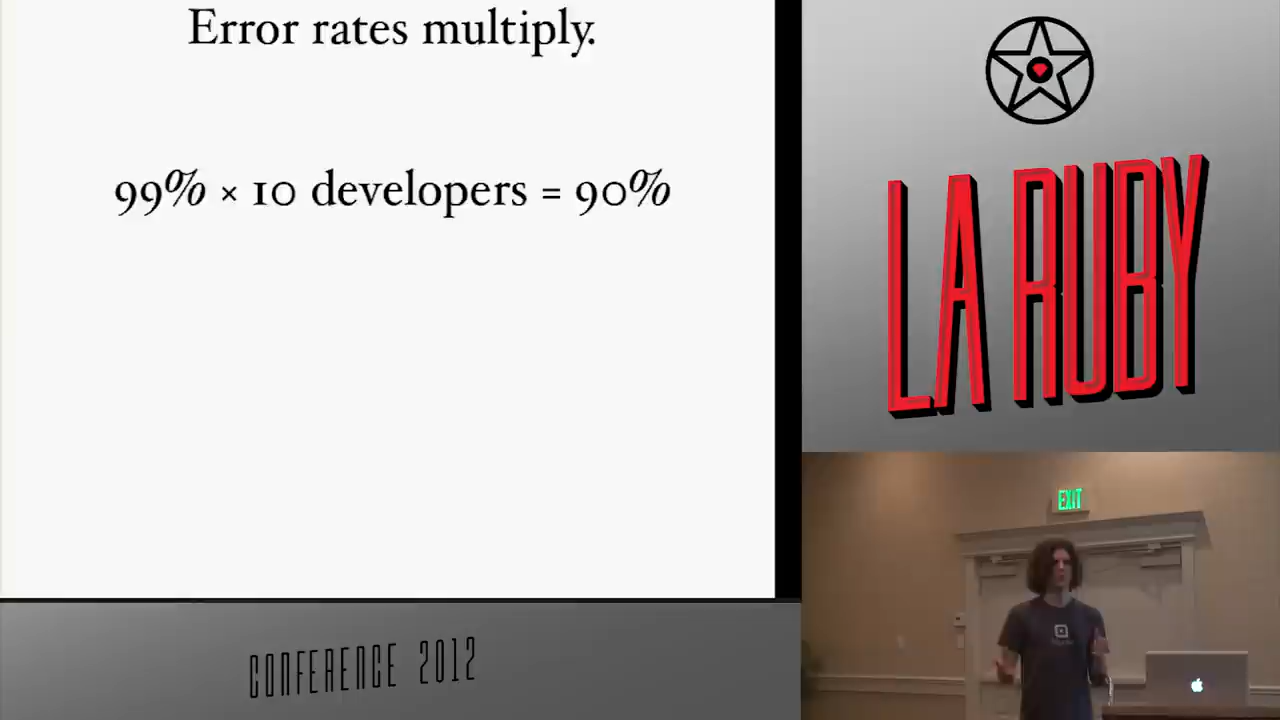 Error rates multiply.
99% × 10 developers = 90%
LA RUBY
EXIT
CONFERENCE 2012